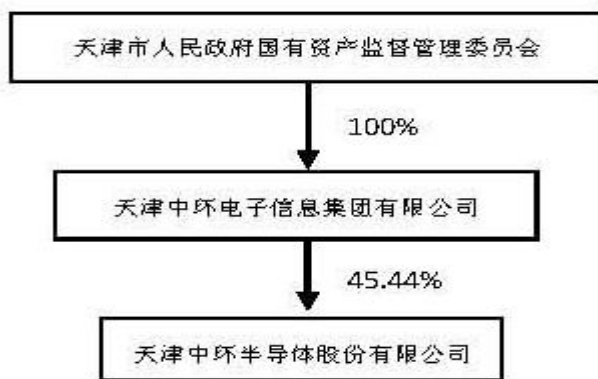 天津市人民政府国有资产监督管理委员会
100%
天津中环电子信息集团有限公司
45.44%
天津中环半导体股份有限公司